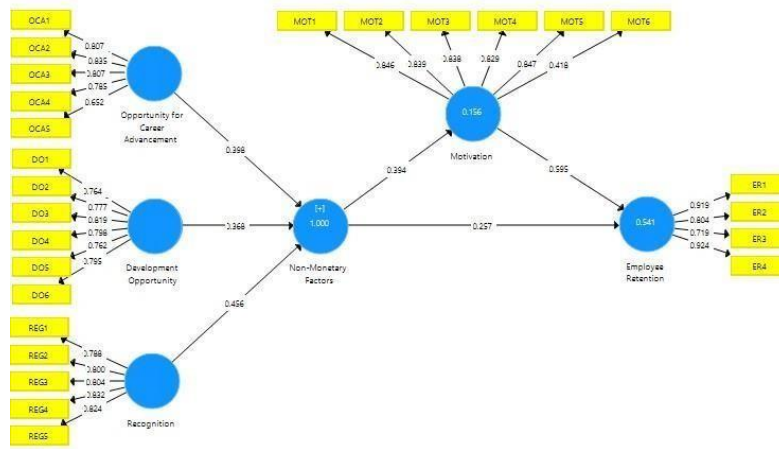 OCA1
OCA2
OCA3
OCA4
OCA5
0.807
0.835
0.807
0.785
0.652
Opportunity for
Career
Advancement
MOT1
MOT2
MOT3
MOT4
MOT5
MOT6
0.846
0.839
0.838
0.829
0.847
0.418
0.156
Motivation
0.398
0.394
0.595
DO1
DO2
DO3
DO4
DO5
DO6
0.764
0.777
0.819
0.798
0.762
0.795
Development
Opportunity
0.368
[+]
1.000
Non-Monetary
Factors
0.257
0.541
Employee
Retention
0.919
0.804
0.719
0.924
ER1
ER2
ER3
ER4
0.456
REG1
REG2
REG3
REG4
REG5
0.788
0.800
0.804
0.832
0.824
Recognition